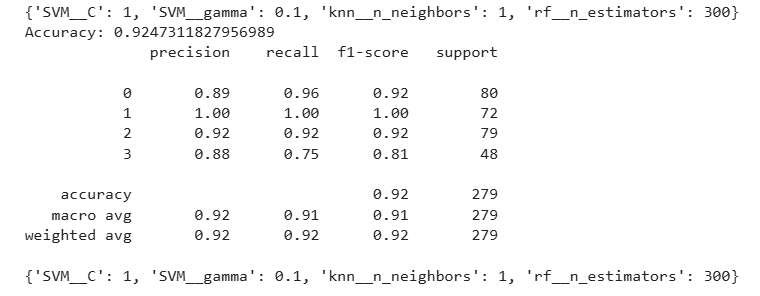 {'SVM__C': 1, 'SVM__gamma': 0.1, 'knn__n_neighbors': 1, 'rf__n_estimators': 300}
Accuracy: 0.9247311827956989
precision recall f1-score support
0 0.89 0.96 0.92 80
1 1.00 1.00 1.00 72
2 0.92 0.92 0.92 79
3 0.88 0.75 0.81 48
accuracy 0.92 279
macro avg 0.92 0.91 0.91 279
weighted avg 0.92 0.92 0.92 279
{'SVM__C': 1, 'SVM__gamma': 0.1, 'knn__n_neighbors': 1, 'rf__n_estimators': 300}